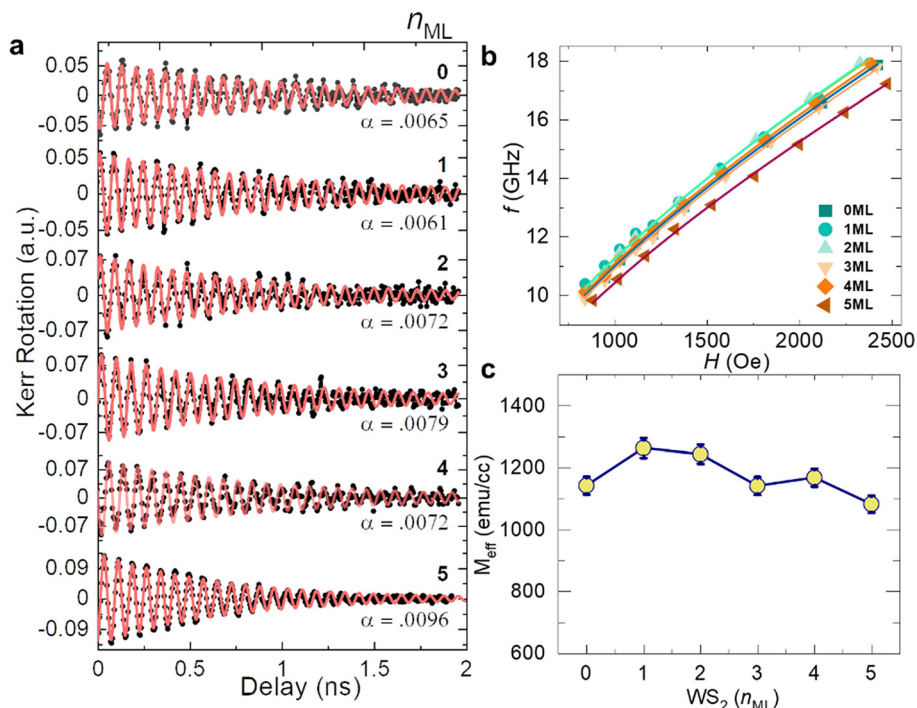 a
n_ML
Kerr Rotation (a.u.)
0.05
0
-0.05
0
α = .0065
0.05
0
-0.05
1
α = .0061
0.07
0
-0.07
2
α = .0072
0.07
0
-0.07
3
α = .0079
0.07
0
-0.07
4
α = .0072
0.09
0
-0.09
5
α = .0096
0 0.5 1 1.5 2
Delay (ns)
b
f (GHz)
18
16
14
12
10
0ML
1ML
2ML
3ML
4ML
5ML
1000 1500 2000 2500
H (Oe)
c
M_eff (emu/cc)
1400
1200
1000
800
600
0 1 2 3 4 5
WS₂ (n_ML)